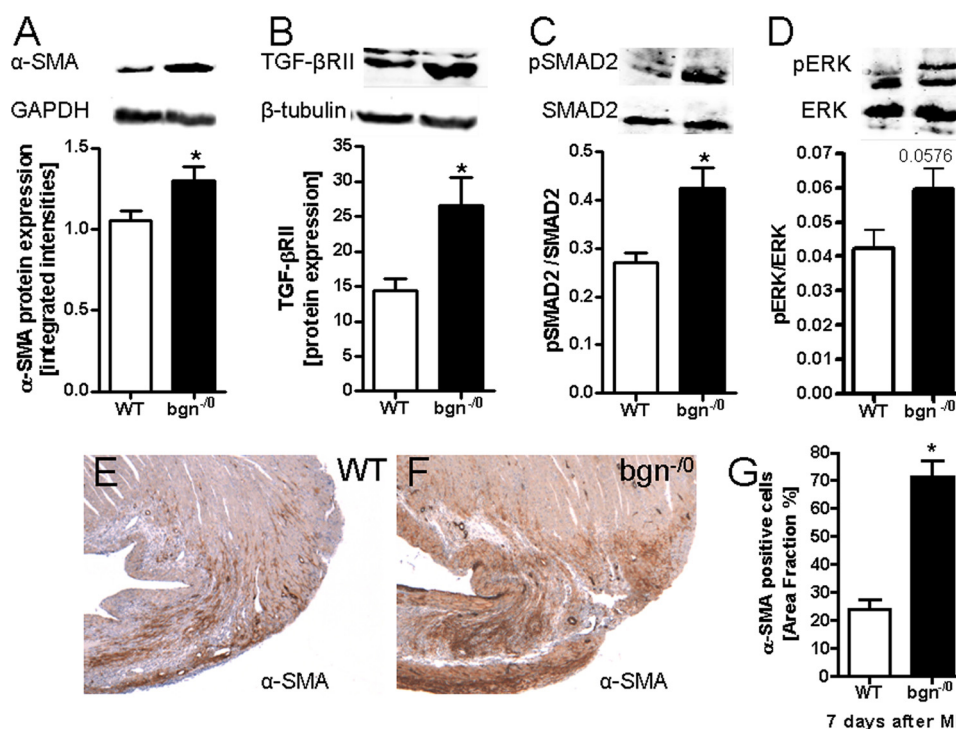 A
α-SMA
GAPDH
α-SMA protein expression
[integrated intensities]
1.5
1.0
0.5
0.0
*
WT
bgn-/0
B
TGF-βRII
β-tubulin
TGF-βRII
[protein expression]
35
30
25
20
15
10
5
0
*
WT
bgn-/0
C
pSMAD2
SMAD2
pSMAD2/SMAD2
0.5
0.4
0.3
0.2
0.1
0.0
*
WT
bgn-/0
D
pERK
ERK
pERK/ERK
0.07
0.06
0.05
0.04
0.03
0.02
0.01
0.00
0.0576
WT
bgn-/0
E
WT
α-SMA
F
bgn-/0
α-SMA
G
α-SMA positive cells
[Area Fraction %]
80
70
60
50
40
30
20
10
0
*
WT
bgn-/0
7 days after M